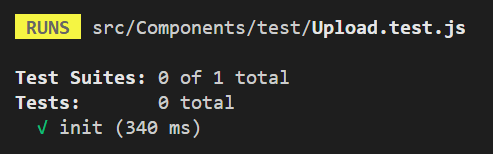 RUNS src/Components/test/Upload.test.js
Test Suites: 0 of 1 total
Tests: 0 total
√ init (340 ms)